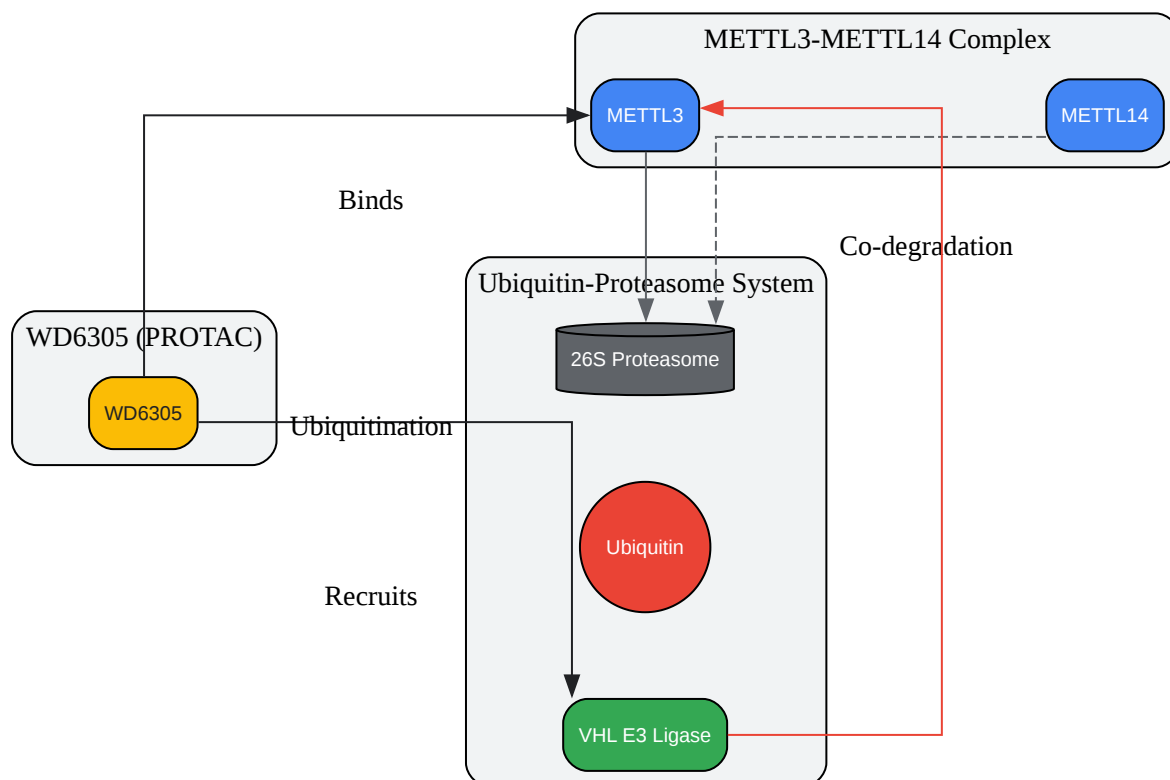 METTL3-METTL14 Complex
METTL3
METTL14
Binds
Co-degradation
Ubiquitin-Proteasome System
WD6305 (PROTAC)
26S Proteasome
WD6305
Ubiquitination
Ubiquitin
Recruits
VHL E3 Ligase